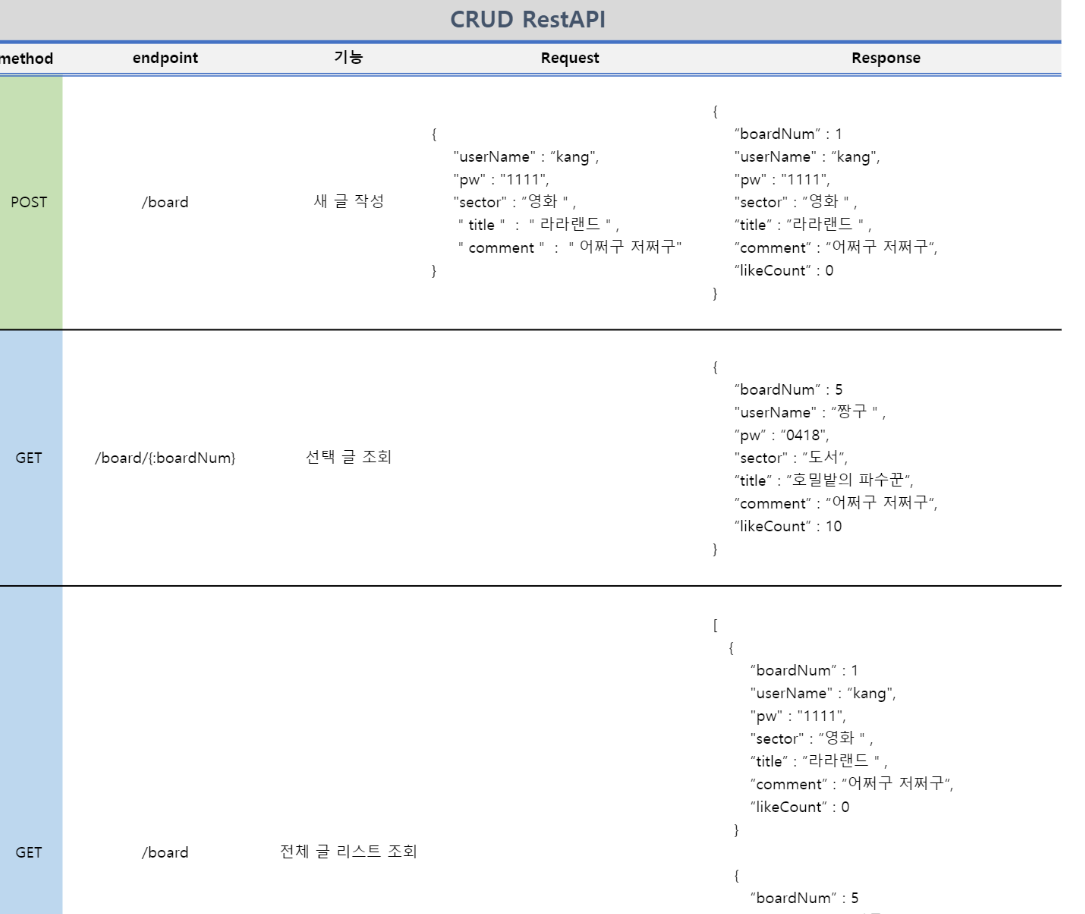 CRUD RestAPI
method endpoint 기능 Request Response
POST
/board
새 글 작성
{
"userName" : "kang",
"pw" : "1111",
"sector" : "영화 " ,
" title " : " 라라랜드 " ,
" comment " : " 어쩌구 저쩌구"
}
{
"boardNum" : 1
"userName" : "kang",
"pw" : "1111",
"sector" : "영화 " ,
"title" : "라라랜드 " ,
"comment" : "어쩌구 저쩌구",
"likeCount" : 0
}
GET
/board/{:boardNum}
선택 글 조회
{
"boardNum" : 5
"userName" : "짱구 " ,
"pw" : "0418",
"sector" : "도서",
"title" : "호밀밭의 파수꾼",
"comment" : "어쩌구 저쩌구",
"likeCount" : 10
}
GET
/board
전체 글 리스트 조회
[
{
"boardNum" : 1
"userName" : "kang",
"pw" : "1111",
"sector" : "영화 " ,
"title" : "라라랜드 " ,
"comment" : "어쩌구 저쩌구",
"likeCount" : 0
}
{
"boardNum" : 5